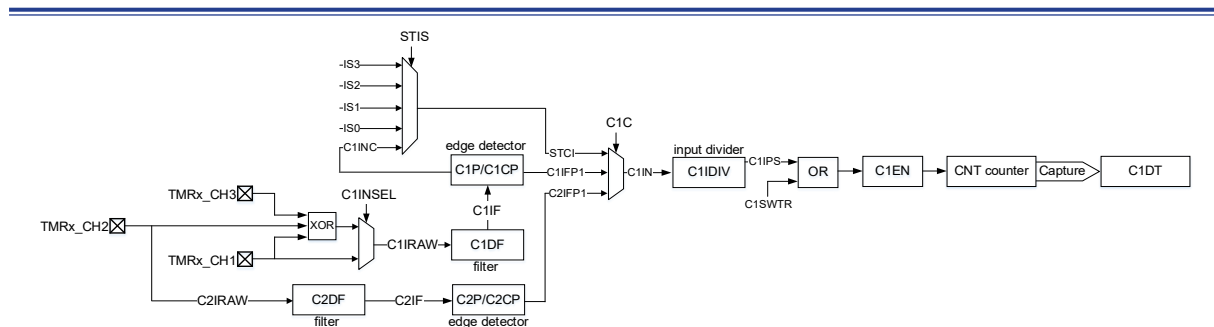 STIS
-IS3
-IS2
-IS1
-IS0
C1INC
edge detector
C1P/C1CP
STCI
C1IFP1
C2IFP1
C1C
C1IN
input divider
C1IDIV
C1IPS
C1SWTR
OR
C1EN
CNT counter
Capture
C1DT
TMRx_CH3
TMRx_CH2
TMRx_CH1
XOR
C1INSEL
C1IRAW
C1IF
C1DF
filter
C2IRAW
C2DF
filter
C2IF
C2P/C2CP
edge detector